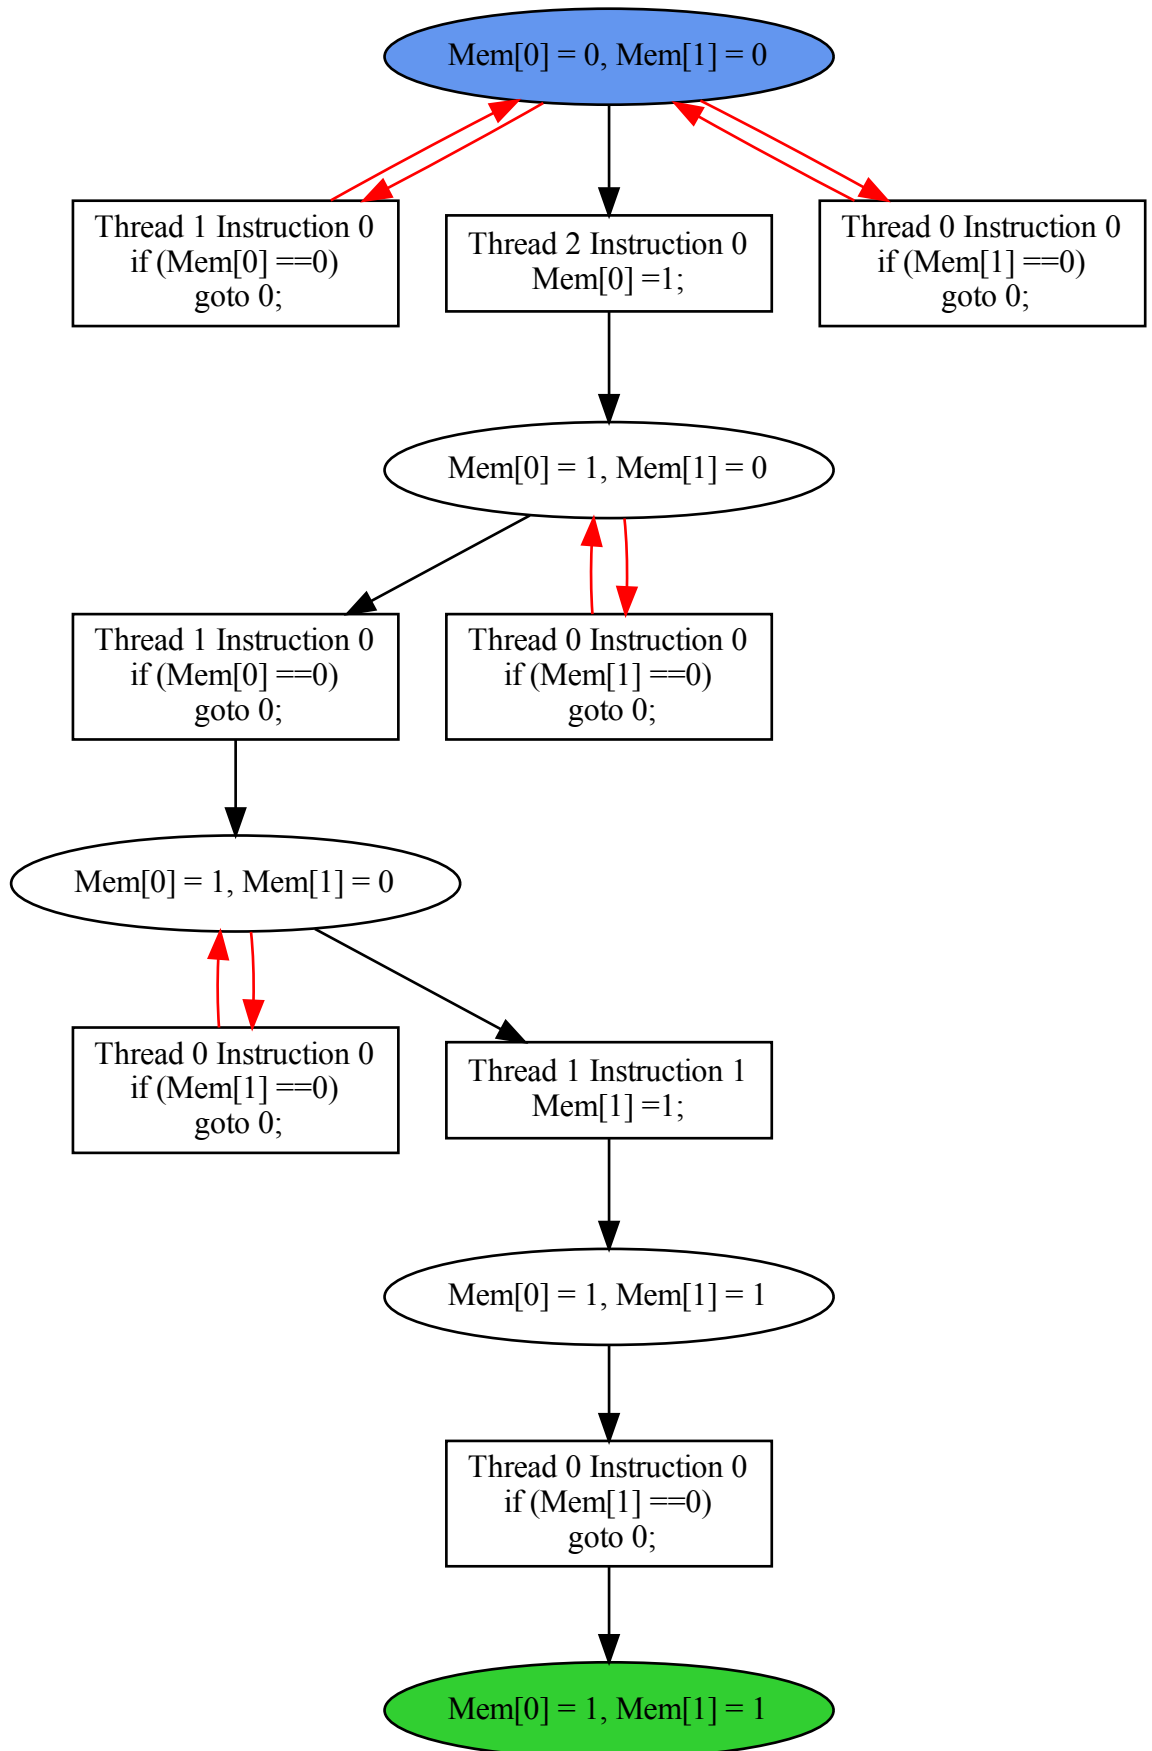 Mem[0] = 0, Mem[1] = 0
Thread 1 Instruction 0
if (Mem[0] ==0)
goto 0;
Thread 2 Instruction 0
Mem[0] =1;
Thread 0 Instruction 0
if (Mem[1] ==0)
goto 0;
Mem[0] = 1, Mem[1] = 0
Thread 1 Instruction 0
if (Mem[0] ==0)
goto 0;
Thread 0 Instruction 0
if (Mem[1] ==0)
goto 0;
Mem[0] = 1, Mem[1] = 0
Thread 0 Instruction 0
if (Mem[1] ==0)
goto 0;
Thread 1 Instruction 1
Mem[1] =1;
Mem[0] = 1, Mem[1] = 1
Thread 0 Instruction 0
if (Mem[1] ==0)
goto 0;
Mem[0] = 1, Mem[1] = 1